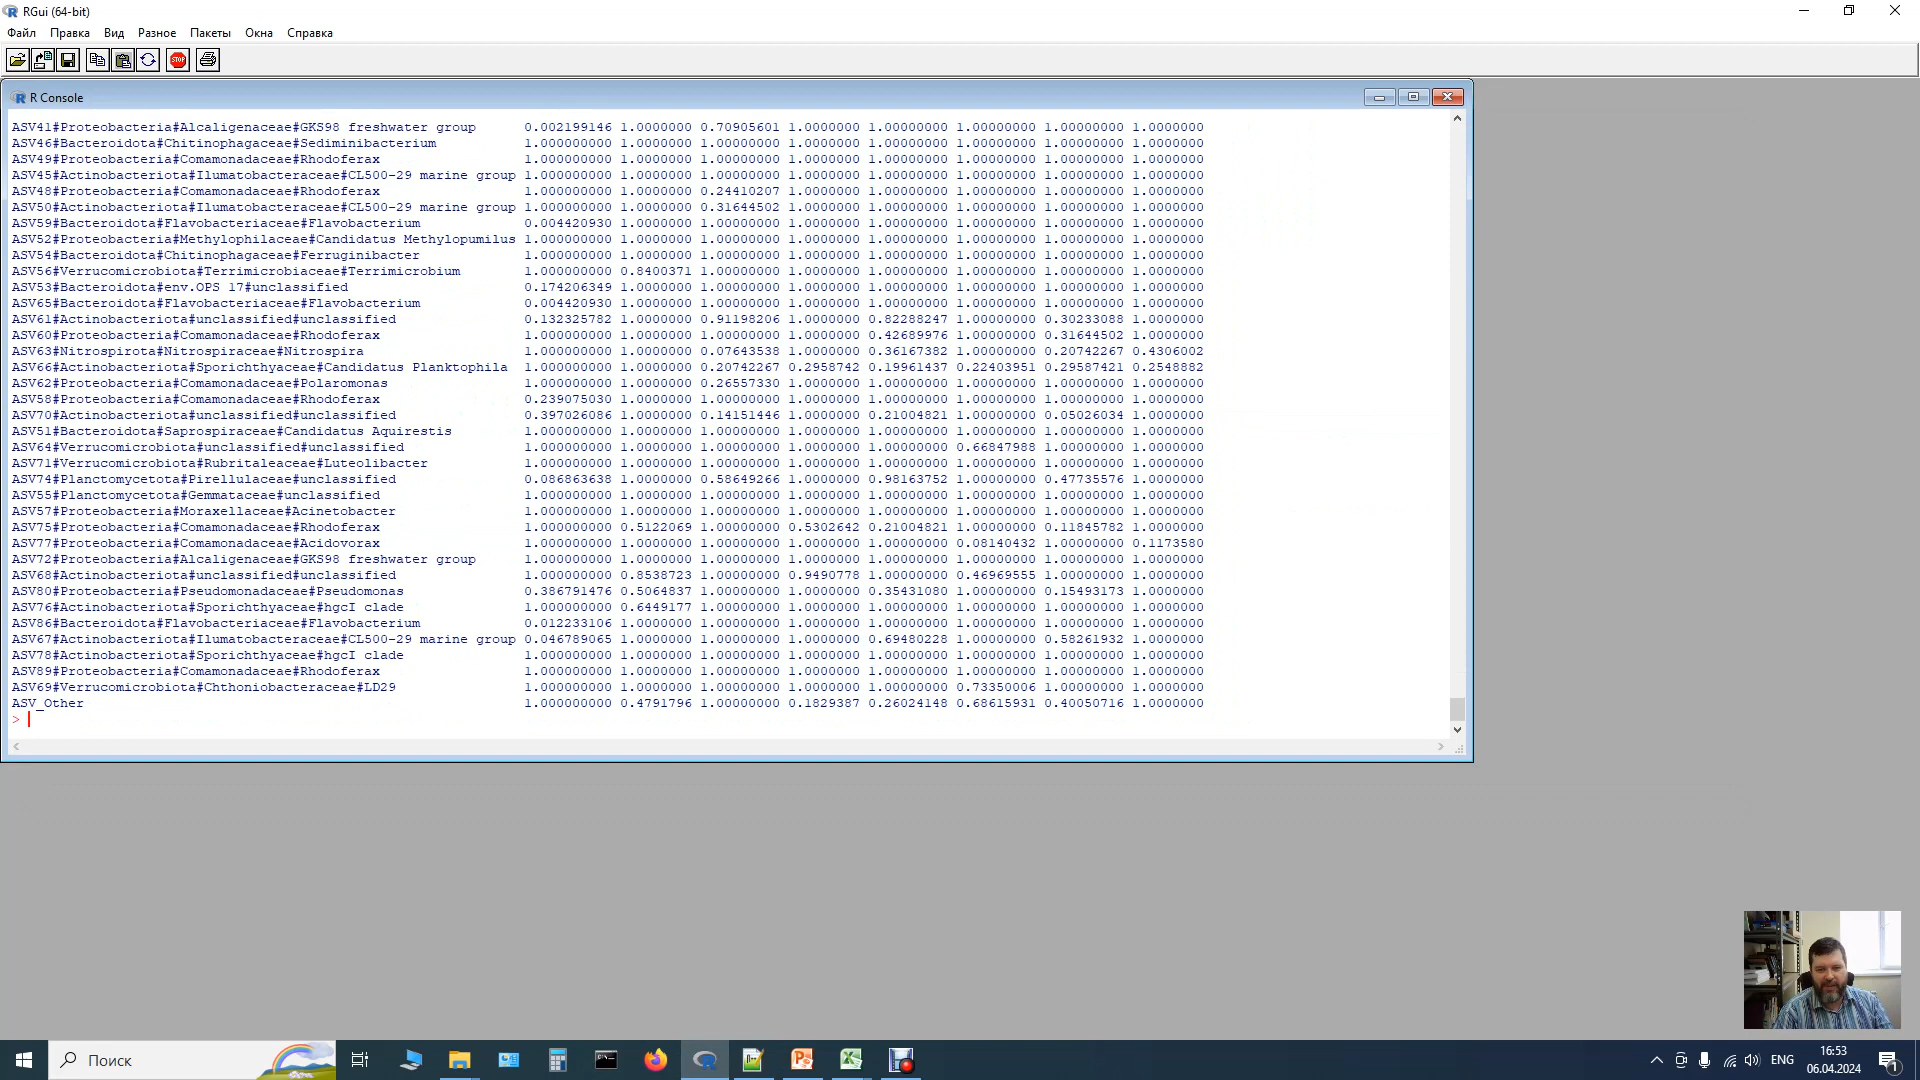 RGui (64-bit)
Файл Правка Вид Разное Пакеты Окна Справка
STOP
R Console
ASV41#Proteobacteria#Alcaligenaceae#GKS98 freshwater group 0.002199146 1.0000000 0.70905601 1.0000000 1.00000000 1.00000000 1.00000000 1.0000000
ASV46#Bacteroidota#Chitinophagaceae#Sediminibacterium 1.000000000 1.0000000 1.00000000 1.0000000 1.00000000 1.00000000 1.00000000 1.0000000
ASV49#Proteobacteria#Comamonadaceae#Rhodoferax 1.000000000 1.0000000 1.00000000 1.0000000 1.00000000 1.00000000 1.00000000 1.0000000
ASV45#Actinobacteriota#Ilumatobacteraceae#CL500-29 marine group 1.000000000 1.0000000 1.00000000 1.0000000 1.00000000 1.00000000 1.00000000 1.0000000
ASV48#Proteobacteria#Comamonadaceae#Rhodoferax 1.000000000 1.0000000 0.24410207 1.0000000 1.00000000 1.00000000 1.00000000 1.0000000
ASV50#Actinobacteriota#Ilumatobacteraceae#CL500-29 marine group 1.000000000 1.0000000 0.31644502 1.0000000 1.00000000 1.00000000 1.00000000 1.0000000
ASV59#Bacteroidota#Flavobacteriaceae#Flavobacterium 0.004420930 1.0000000 1.00000000 1.0000000 1.00000000 1.00000000 1.00000000 1.0000000
ASV52#Proteobacteria#Methylophilaceae#Candidatus Methylopumilus 1.000000000 1.0000000 1.00000000 1.0000000 1.00000000 1.00000000 1.00000000 1.0000000
ASV54#Bacteroidota#Chitinophagaceae#Ferruginibacter 1.000000000 1.0000000 1.00000000 1.0000000 1.00000000 1.00000000 1.00000000 1.0000000
ASV56#Verrucomicrobiota#Terrimicrobiaceae#Terrimicrobium 1.000000000 0.8400371 1.00000000 1.0000000 1.00000000 1.00000000 1.00000000 1.0000000
ASV53#Bacteroidota#env.OPS 17#unclassified 0.174206349 1.0000000 1.00000000 1.0000000 1.00000000 1.00000000 1.00000000 1.0000000
ASV65#Bacteroidota#Flavobacteriaceae#Flavobacterium 0.004420930 1.0000000 1.00000000 1.0000000 1.00000000 1.00000000 1.00000000 1.0000000
ASV61#Actinobacteriota#unclassified#unclassified 0.132325782 1.0000000 0.91198206 1.0000000 0.82288247 1.00000000 0.30233088 1.0000000
ASV60#Proteobacteria#Comamonadaceae#Rhodoferax 1.000000000 1.0000000 1.00000000 1.0000000 0.42689976 1.00000000 0.31644502 1.0000000
ASV63#Nitrospirota#Nitrospiraceae#Nitrospira 1.000000000 1.0000000 0.07643538 1.0000000 0.36167382 1.00000000 0.20742267 0.4306002
ASV66#Actinobacteriota#Sporichthyaceae#Candidatus Planktophila 1.000000000 1.0000000 0.20742267 0.2958742 0.19961437 0.22403951 0.29587421 0.2548882
ASV62#Proteobacteria#Comamonadaceae#Polaromonas 1.000000000 1.0000000 0.26557330 1.0000000 1.00000000 1.00000000 1.00000000 1.0000000
ASV58#Proteobacteria#Comamonadaceae#Rhodoferax 0.239075030 1.0000000 1.00000000 1.0000000 1.00000000 1.00000000 1.00000000 1.0000000
ASV70#Actinobacteriota#unclassified#unclassified 0.397026086 1.0000000 0.14151446 1.0000000 0.21004821 1.00000000 0.05026034 1.0000000
ASV51#Bacteroidota#Saprospiraceae#Candidatus Aquirestis 1.000000000 1.0000000 1.00000000 1.0000000 1.00000000 1.00000000 1.00000000 1.0000000
ASV64#Verrucomicrobiota#unclassified#unclassified 1.000000000 1.0000000 1.00000000 1.0000000 1.00000000 0.66847988 1.00000000 1.0000000
ASV71#Verrucomicrobiota#Rubritaleaceae#Luteolibacter 1.000000000 1.0000000 1.00000000 1.0000000 1.00000000 1.00000000 1.00000000 1.0000000
ASV74#Planctomycetota#Pirellulaceae#unclassified 0.086863638 1.0000000 0.58649266 1.0000000 0.98163752 1.00000000 0.47735576 1.0000000
ASV55#Planctomycetota#Gemmataceae#unclassified 1.000000000 1.0000000 1.00000000 1.0000000 1.00000000 1.00000000 1.00000000 1.0000000
ASV57#Proteobacteria#Moraxellaceae#Acinetobacter 1.000000000 1.0000000 1.00000000 1.0000000 1.00000000 1.00000000 1.00000000 1.0000000
ASV75#Proteobacteria#Comamonadaceae#Rhodoferax 1.000000000 0.5122069 1.00000000 0.5302642 0.21004821 1.00000000 0.11845782 1.0000000
ASV77#Proteobacteria#Comamonadaceae#Acidovorax 1.000000000 1.0000000 1.00000000 1.0000000 1.00000000 0.08140432 1.00000000 0.1173580
ASV72#Proteobacteria#Alcaligenaceae#GKS98 freshwater group 1.000000000 1.0000000 1.00000000 1.0000000 1.00000000 1.00000000 1.00000000 1.0000000
ASV68#Actinobacteriota#unclassified#unclassified 1.000000000 0.8538723 1.00000000 0.9490778 1.00000000 0.46969555 1.00000000 1.0000000
ASV80#Proteobacteria#Pseudomonadaceae#Pseudomonas 0.386791476 0.5064837 1.00000000 1.0000000 0.35431080 1.00000000 0.15493173 1.0000000
ASV76#Actinobacteriota#Sporichthyaceae#hgcI clade 1.000000000 0.6449177 1.00000000 1.0000000 1.00000000 1.00000000 1.00000000 1.0000000
ASV86#Bacteroidota#Flavobacteriaceae#Flavobacterium 0.012233106 1.0000000 1.00000000 1.0000000 1.00000000 1.00000000 1.00000000 1.0000000
ASV67#Actinobacteriota#Ilumatobacteraceae#CL500-29 marine group 0.046789065 1.0000000 1.00000000 1.0000000 0.69480228 1.00000000 0.58261932 1.0000000
ASV78#Actinobacteriota#Sporichthyaceae#hgcI clade 1.000000000 1.0000000 1.00000000 1.0000000 1.00000000 1.00000000 1.00000000 1.0000000
ASV89#Proteobacteria#Comamonadaceae#Rhodoferax 1.000000000 1.0000000 1.00000000 1.0000000 1.00000000 1.00000000 1.00000000 1.0000000
ASV69#Verrucomicrobiota#Chthoniobacteraceae#LD29 1.000000000 1.0000000 1.00000000 1.0000000 1.00000000 0.73350006 1.00000000 1.0000000
ASV_Other 1.000000000 0.4791796 1.00000000 0.1829387 0.26024148 0.68615931 0.40050716 1.0000000
>
Поиск
ENG
16:53
06.04.2024
1